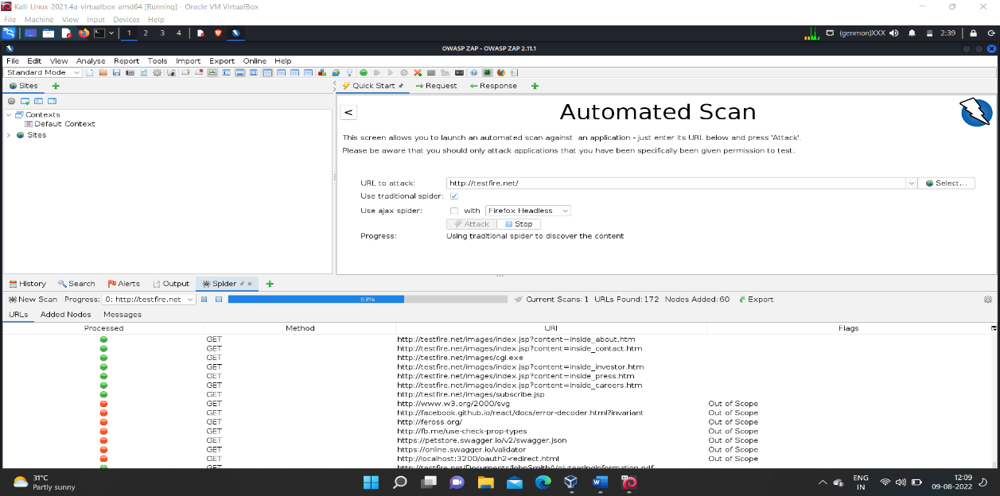 Kali-Linux-2021.4a-virtualbox-amd64 [Running] - Oracle VM VirtualBox
File Machine View Input Devices Help
1 2 3 4 (genmon)XXX 2:39
OWASP ZAP - OWASP ZAP 2.11.1
File Edit View Analyse Report Tools Import Export Online Help
Standard Mode
Sites
Quick Start Request Response
Contexts
Default Context
Sites
<
Automated Scan
This screen allows you to launch an automated scan against an application - just enter its URL below and press 'Attack'.
Please be aware that you should only attack applications that you have been specifically been given permission to test.
URL to attack: http://testfire.net/ Select...
Use traditional spider:
Use ajax spider: with Firefox Headless
Attack Stop
Progress: Using traditional spider to discover the content
History Search Alerts Output Spider
New Scan Progress: 0: http://testfire.net 63% Current Scans: 1 URLs Found: 172 Nodes Added: 60 Export
URLs Added Nodes Messages
Processed Method URI Flags
GET http://testfire.net/images/index.jsp?content=inside_about.htm
GET http://testfire.net/images/index.jsp?content=inside_contact.htm
GET http://testfire.net/images/cgi.exe
GET http://testfire.net/images/index.jsp?content=inside_investor.htm
GET http://testfire.net/images/index.jsp?content=inside_press.htm
GET http://testfire.net/images/index.jsp?content=inside_careers.htm
GET http://testfire.net/images/subscribe.jsp
GET http://www.w3.org/2000/svg Out of Scope
GET http://facebook.github.io/react/docs/error-decoder.html?invariant Out of Scope
GET http://feross.org/ Out of Scope
GET http://fb.me/use-check-prop-types Out of Scope
GET https://petstore.swagger.io/v2/swagger.json Out of Scope
GET https://online.swagger.io/validator Out of Scope
GET http://localhost:3200/oauth2-redirect.html Out of Scope
GET
31°C
Partly sunny
ENG
IN
12:09
09-08-2022